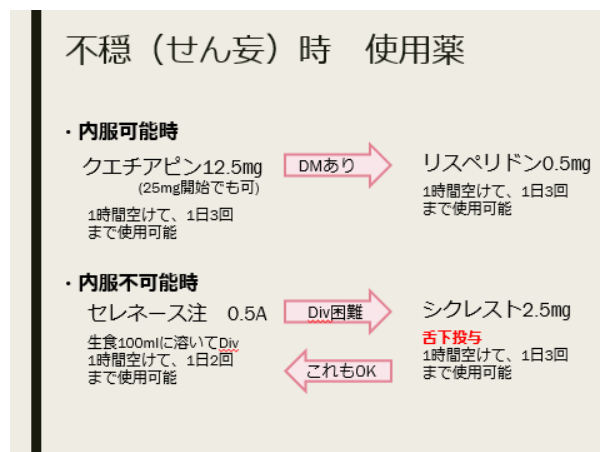 不穏（せん妄）時　使用薬
・内服可能時
クエチアピン12.5mg
(25mg開始でも可)
1時間空けて、1日3回
まで使用可能
DMあり
リスペリドン0.5mg
1時間空けて、1日3回
まで使用可能
・内服不可能時
セレネース注　0.5A
生食100mlに溶いてDiv
1時間空けて、1日2回
まで使用可能
Div困難
これもOK
シクレスト2.5mg
舌下投与
1時間空けて、1日3回
まで使用可能